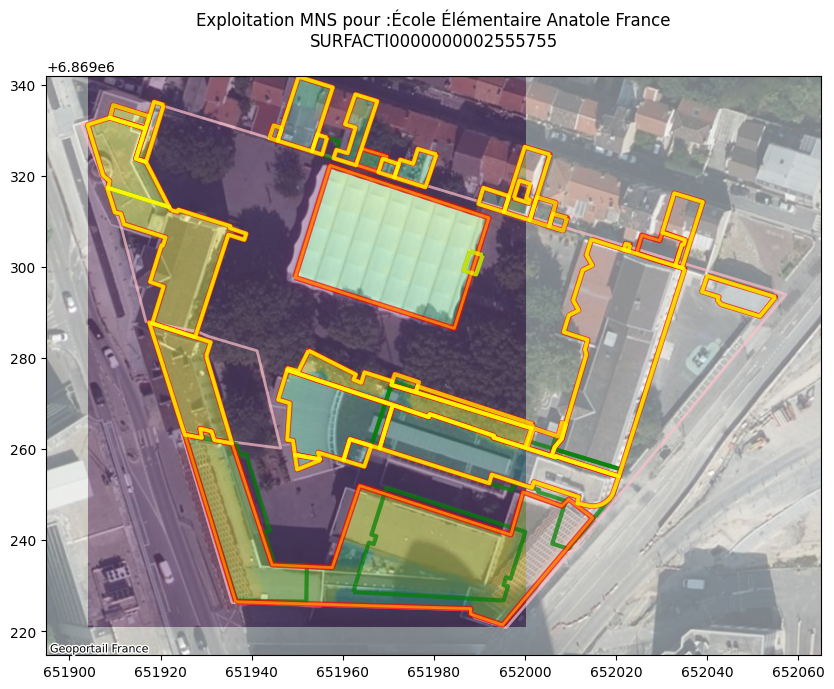 Exploitation MNS pour :École Élémentaire Anatole France
SURFACTI0000000002555755
+6.869e6
340
320
300
280
260
240
220
Geoportail France
651900 651920 651940 651960 651980 652000 652020 652040 652060